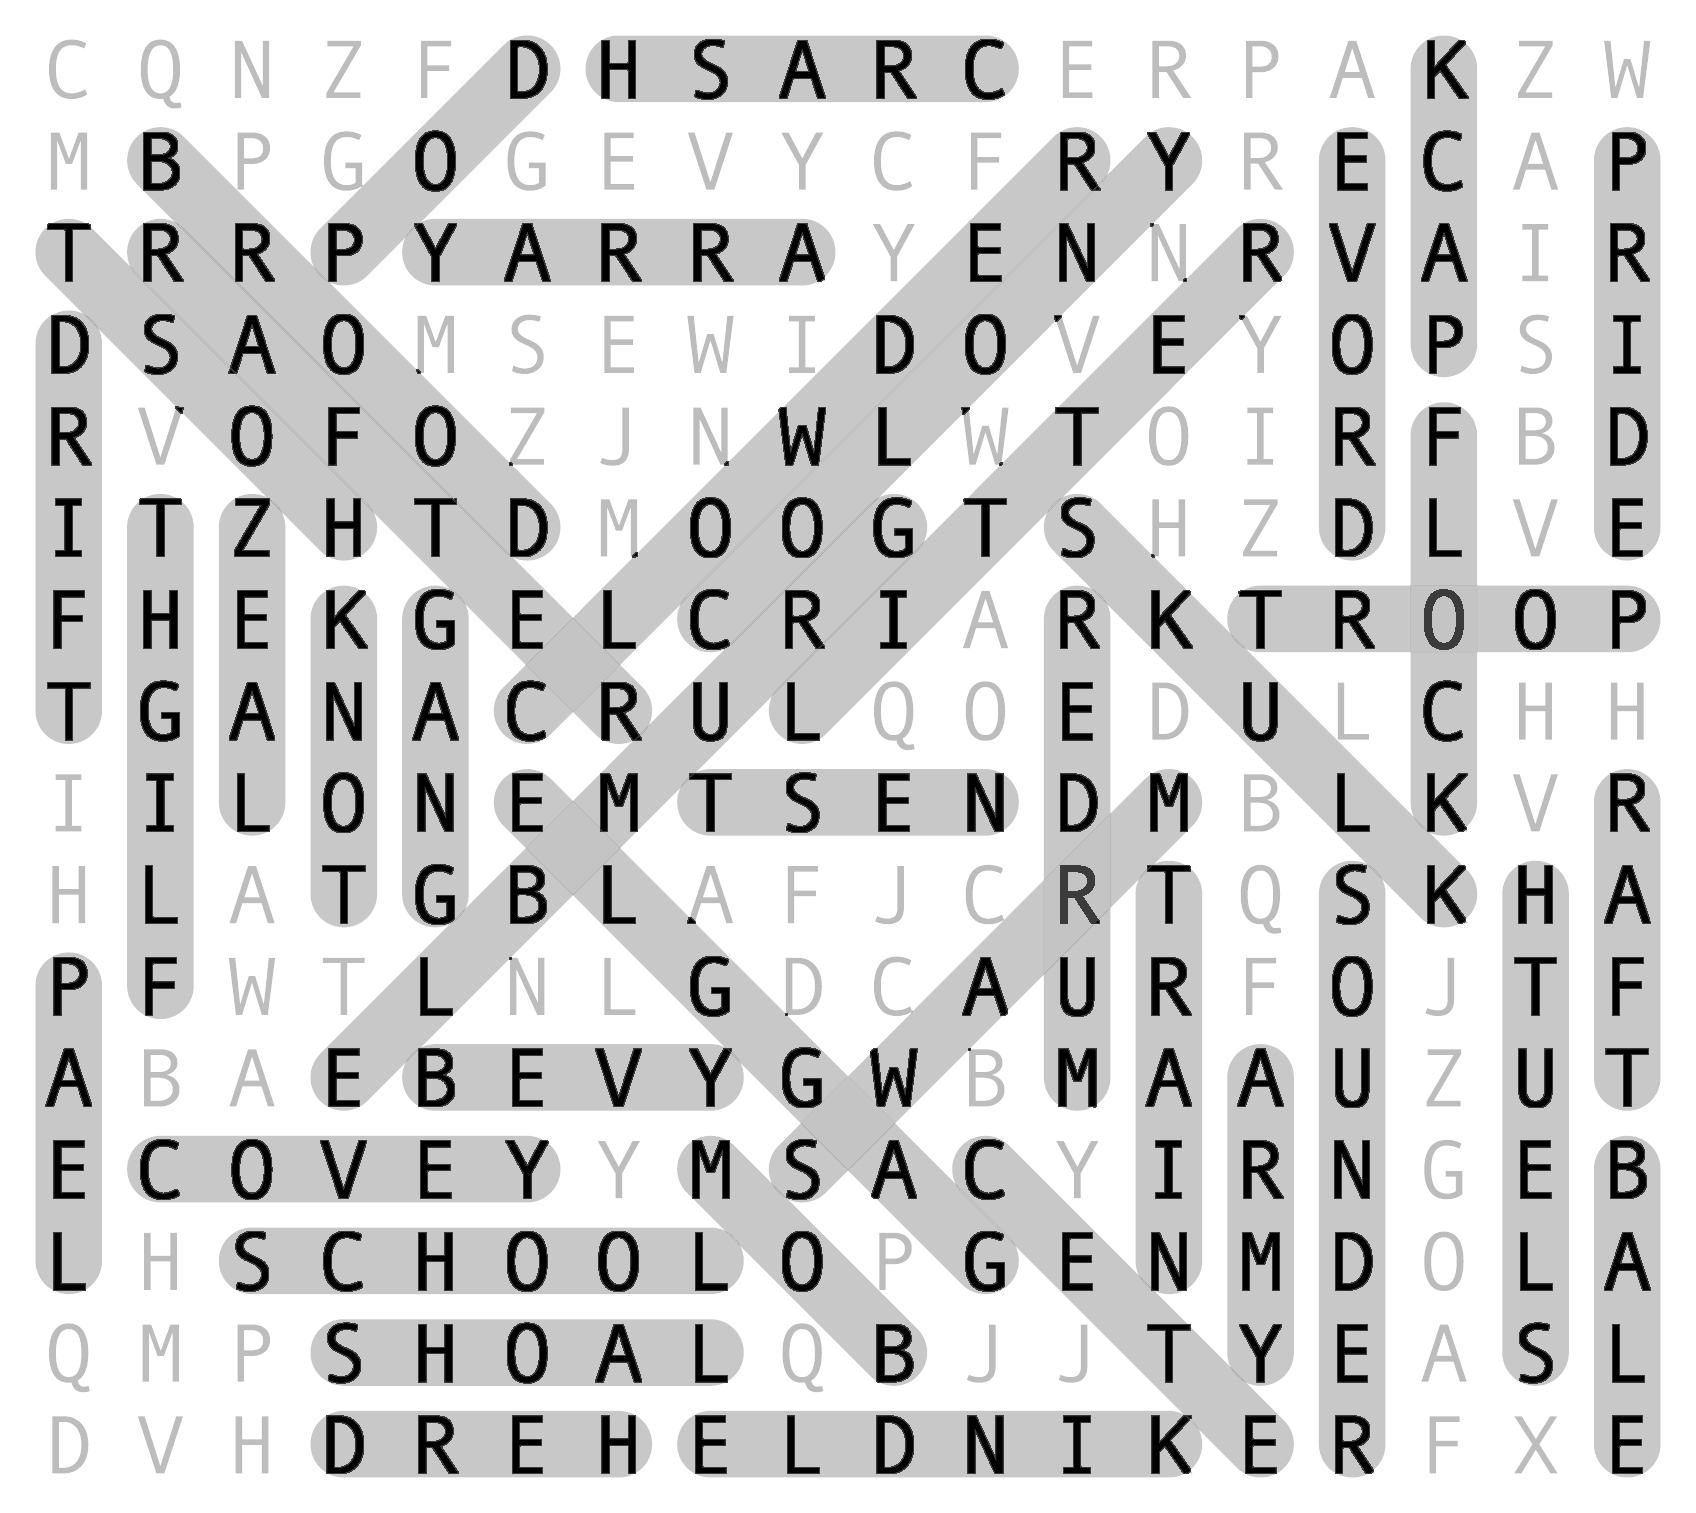 C Q N Z F D H S A R C E R P A K Z W
M B P G O G E V Y C F R Y R E C A P
T R R P Y A R R A Y E N N R V A I R
D S A O M S E W I D O V E Y O P S I
R V O F O Z J N W L W T O I R F B D
I T Z H T D M O O G T S H Z D L V E
F H E K G E L C R I A R K T R O O P
T G A N A C R U L Q O E D U L C H H
I I L O N E M T S E N D M B L K V R
H L A T G B L A F J C R T Q S K H A
P F W T L N L G D C A U R F O J T F
A B A E B E V Y G W B M A A U Z U T
E C O V E Y Y M S A C Y I R N G E B
L H S C H O O L O P G E N M D O L A
Q M P S H O A L Q B J J T Y E A S L
D V H D R E H E L D N I K E R F X E